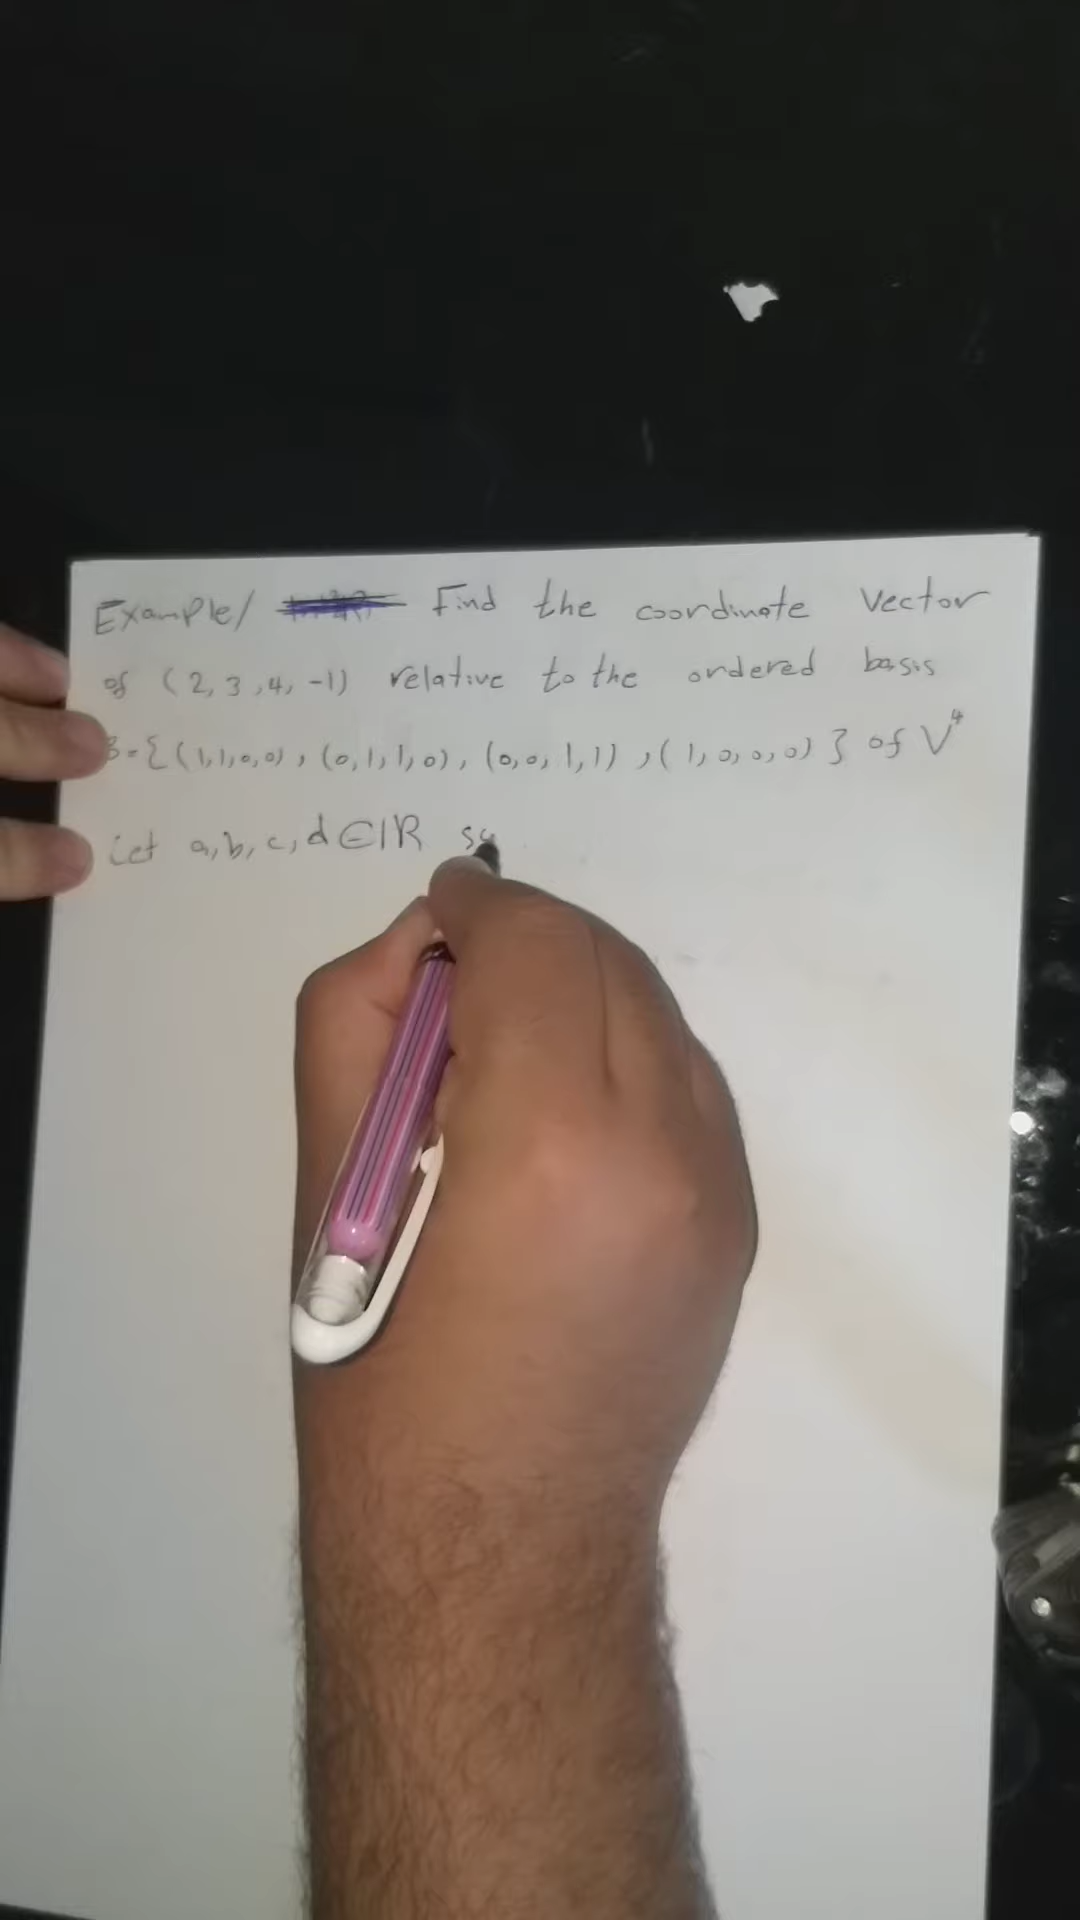 Example/ Find the coordinate vector
of (2,3,4,-1) relative to the ordered basis
B={(1,1,0,0),(0,1,1,0),(0,0,1,1),(1,0,0,0)} of V⁴
Let a,b,c,d∈ℝ su